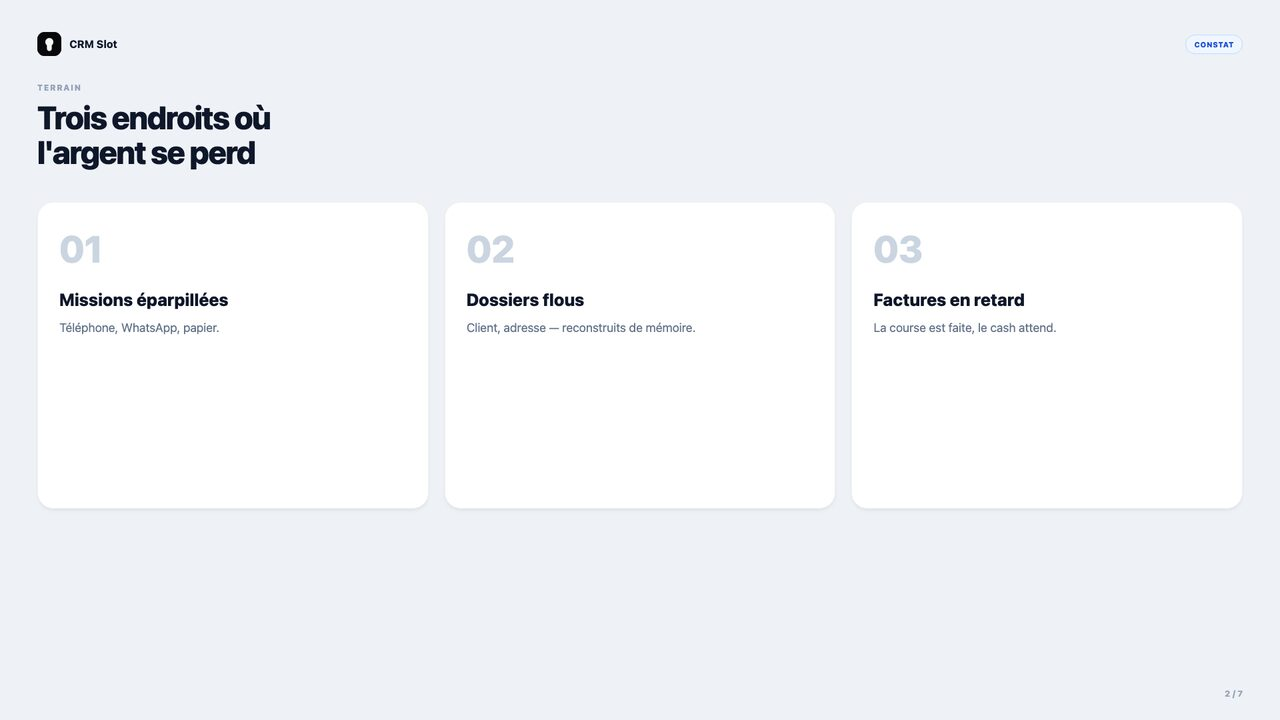 CRM Slot
CONSTAT
TERRAIN
Trois endroits où
l'argent se perd
01
Missions éparpillées
Téléphone, WhatsApp, papier.
02
Dossiers flous
Client, adresse — reconstruits de mémoire.
03
Factures en retard
La course est faite, le cash attend.
2 / 7